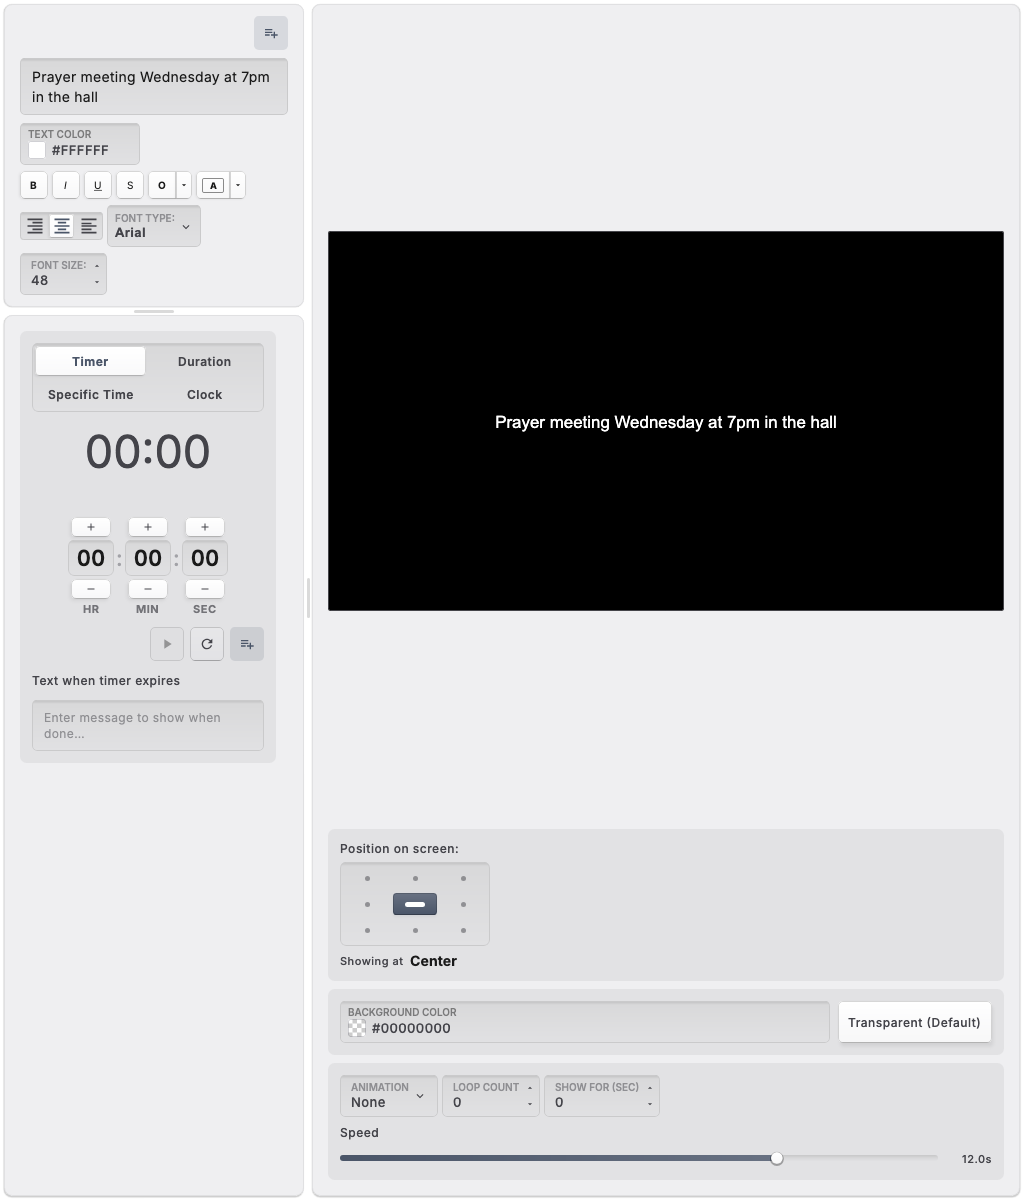 Prayer meeting Wednesday at 7pm
in the hall
TEXT COLOR
#FFFFFF
B I U S O A
FONT TYPE:
Arial
FONT SIZE:
48
Timer Duration
Specific Time Clock
00:00
+ + +
00 : 00 : 00
− − −
HR MIN SEC
Text when timer expires
Enter message to show when
done...
Prayer meeting Wednesday at 7pm in the hall
Position on screen:
Showing at Center
BACKGROUND COLOR
#00000000
Transparent (Default)
ANIMATION LOOP COUNT SHOW FOR (SEC)
None 0 0
Speed
12.0s